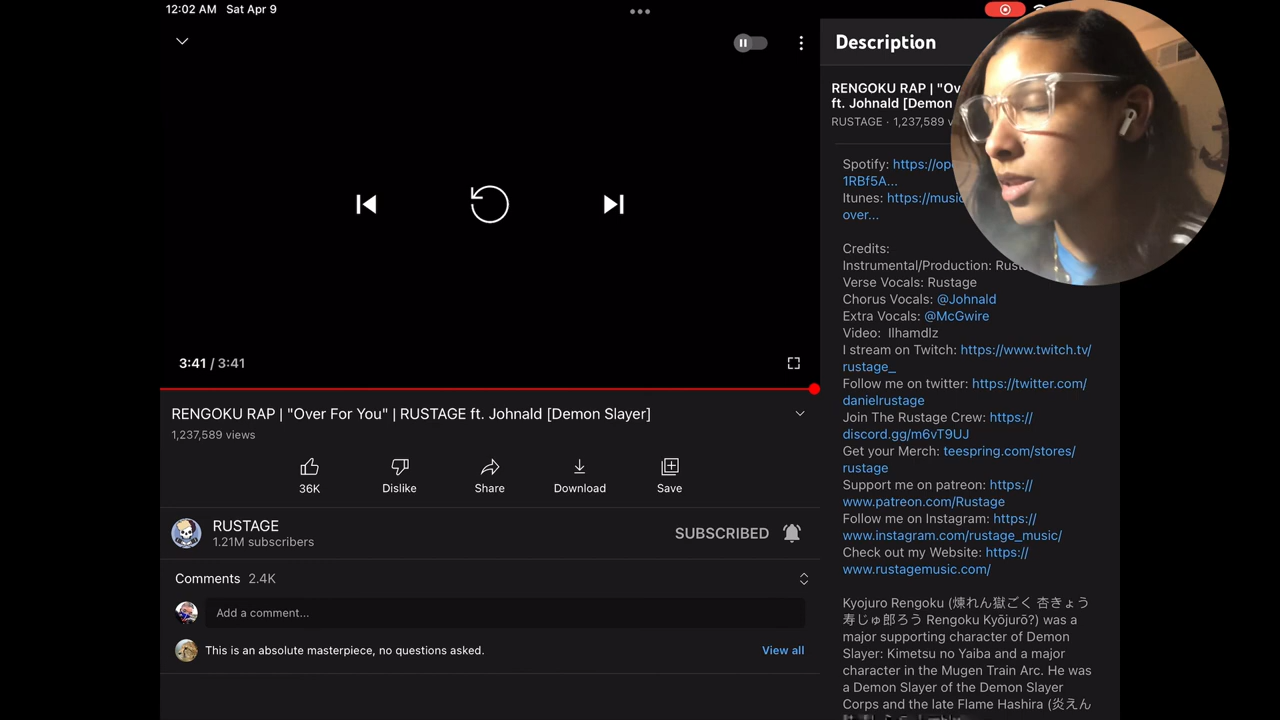 12:02 AM Sat Apr 9
Description
RENGOKU RAP | "Ov
ft. Johnald [Demon
RUSTAGE · 1,237,589 v
Spotify: https://op
1RBf5A...
Itunes: https://music
over...
Credits:
Instrumental/Production: Rust
Verse Vocals: Rustage
Chorus Vocals: @Johnald
Extra Vocals: @McGwire
Video: Ilhamdlz
I stream on Twitch: https://www.twitch.tv/
rustage_
Follow me on twitter: https://twitter.com/
danielrustage
Join The Rustage Crew: https://
discord.gg/m6vT9UJ
Get your Merch: teespring.com/stores/
rustage
Support me on patreon: https://
www.patreon.com/Rustage
Follow me on Instagram: https://
www.instagram.com/rustage_music/
Check out my Website: https://
www.rustagemusic.com/
Kyojuro Rengoku (煉れん獄ごく 杏きょう
寿じゅ郎ろう Rengoku Kyōjurō?) was a
major supporting character of Demon
Slayer: Kimetsu no Yaiba and a major
character in the Mugen Train Arc. He was
a Demon Slayer of the Demon Slayer
Corps and the late Flame Hashira (炎えん
3:41 / 3:41
RENGOKU RAP | "Over For You" | RUSTAGE ft. Johnald [Demon Slayer]
1,237,589 views
36K Dislike Share Download Save
RUSTAGE
1.21M subscribers
SUBSCRIBED
Comments 2.4K
Add a comment...
This is an absolute masterpiece, no questions asked.
View all